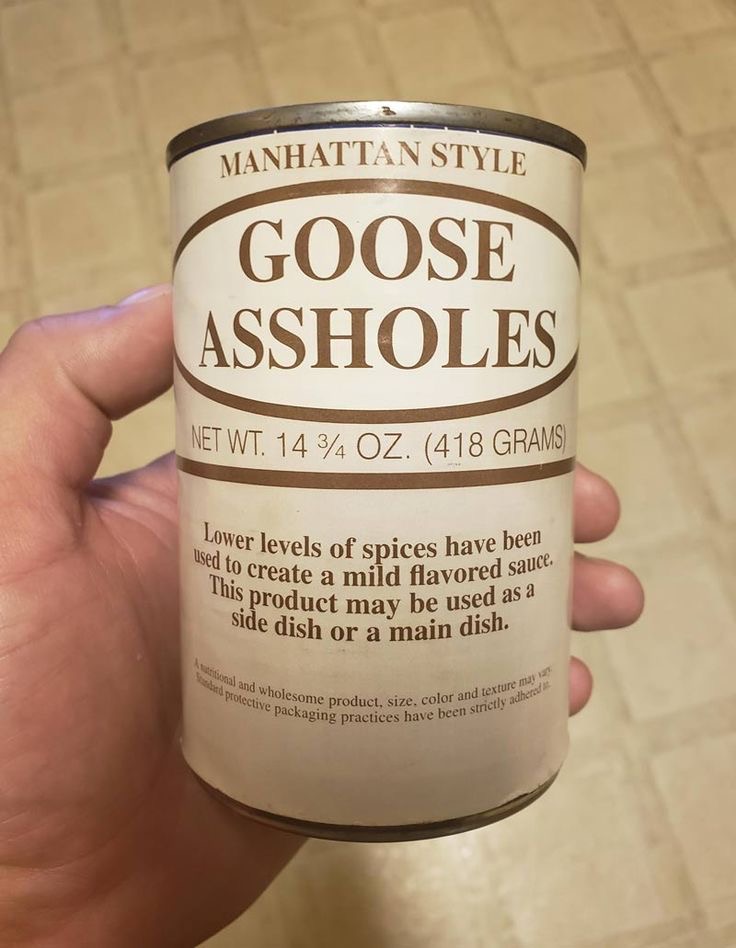 MANHATTAN STYLE
GOOSE
ASSHOLES
NET WT. 14 ¾ OZ. (418 GRAMS)
Lower levels of spices have been
used to create a mild flavored sauce.
This product may be used as a
side dish or a main dish.
A nutritional and wholesome product, size, color and texture may vary.
Standard protective packaging practices have been strictly adhered to.